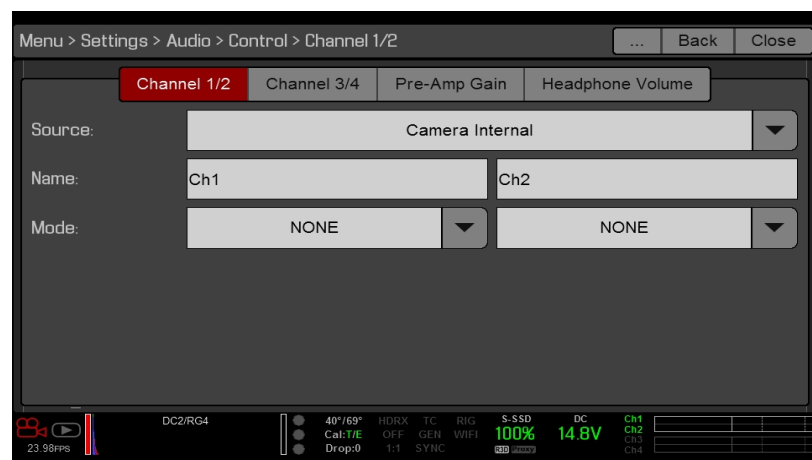 Menu > Settings > Audio > Control > Channel 1/2 ... Back Close
Channel 1/2 Channel 3/4 Pre-Amp Gain Headphone Volume
Source: Camera Internal
Name: Ch1 Ch2
Mode: NONE NONE
DC2/RG4 40°/69° HDRX TC RIG S-SSD DC Ch1
Cal:T/E OFF GEN WIFI 100% 14.8V Ch2
Ch3
23.98FPS Drop:0 1:1 SYNC R3D Proxy Ch4